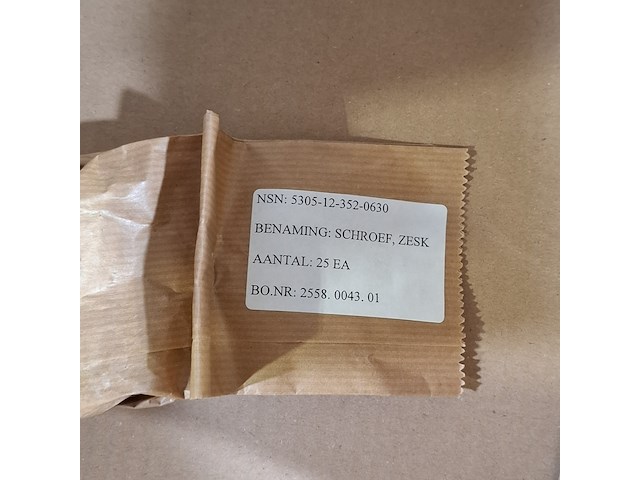 NSN: 5305-12-352-0630
BENAMING: SCHROEF, ZESK
AANTAL: 25 EA
BO.NR: 2558. 0043. 01